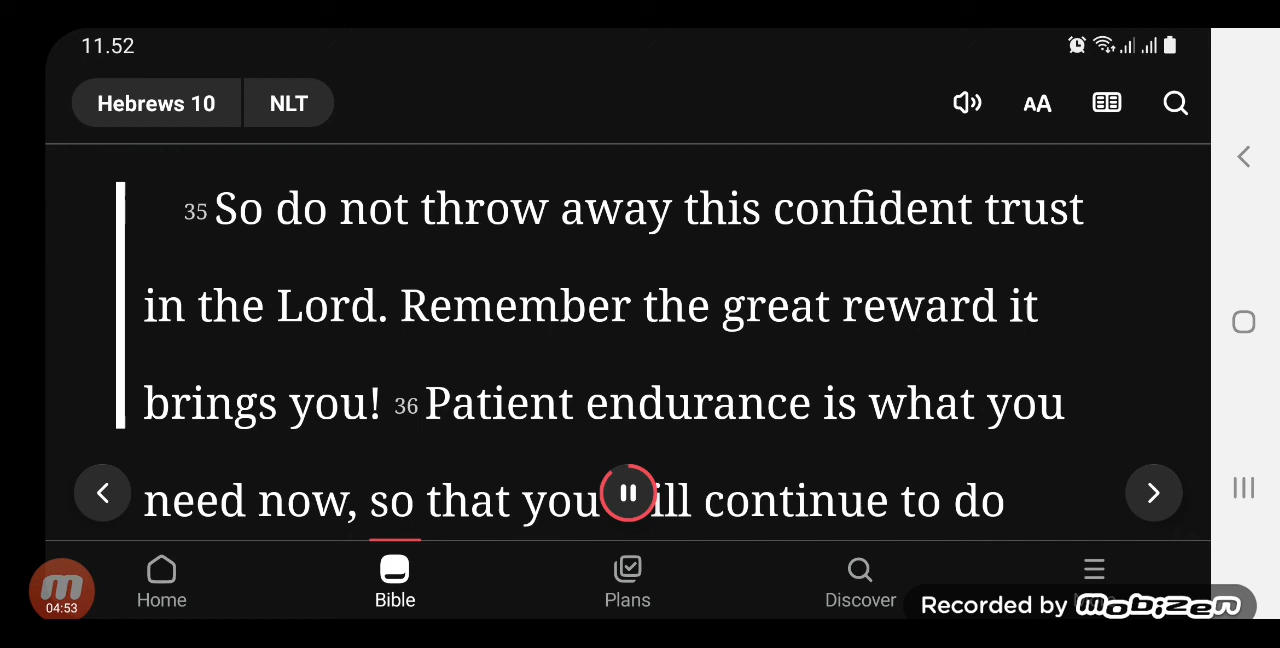 11.52
Hebrews 10 NLT AA
35 So do not throw away this confident trust
in the Lord. Remember the great reward it
brings you! 36 Patient endurance is what you
need now, so that you ill continue to do
Home Bible Plans Discover
04:53
Recorded by mobizen